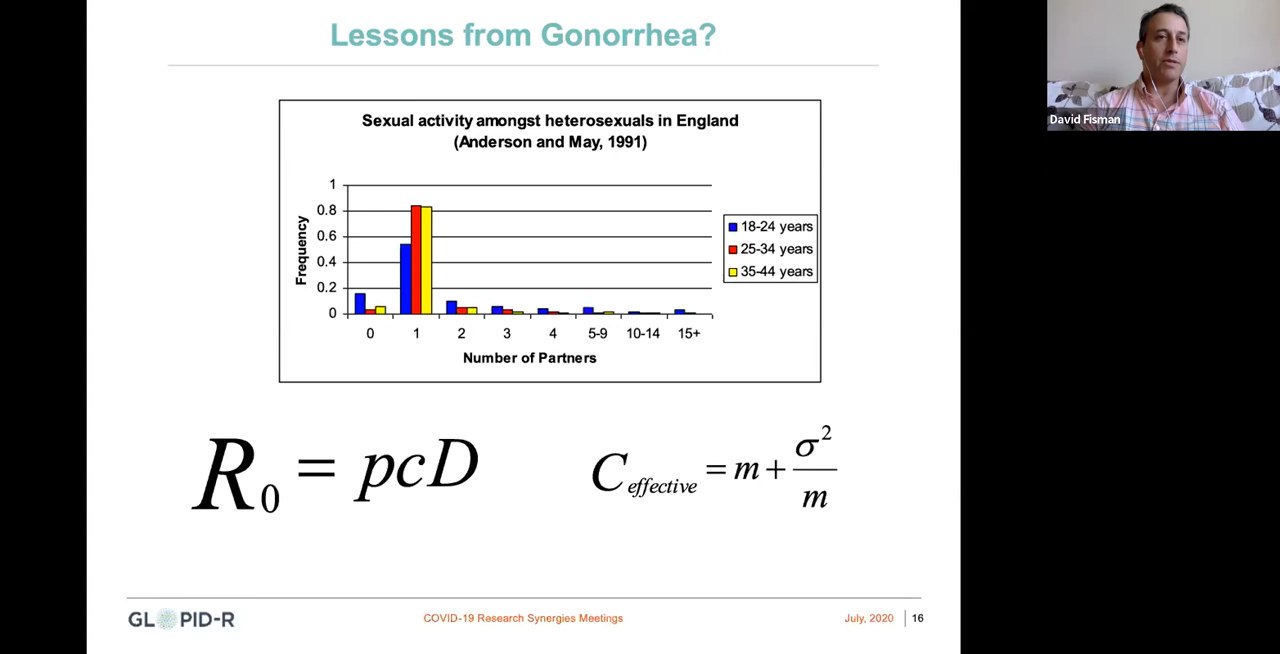 Lessons from Gonorrhea?
Sexual activity amongst heterosexuals in England
(Anderson and May, 1991)
1
0.8
0.6
0.4
0.2
0
Frequency
0 1 2 3 4 5-9 10-14 15+
Number of Partners
18-24 years
25-34 years
35-44 years
R₀ = pcD
C effective = m + σ² / m
GLOPID-R
COVID-19 Research Synergies Meetings
July, 2020 16
David Fisman